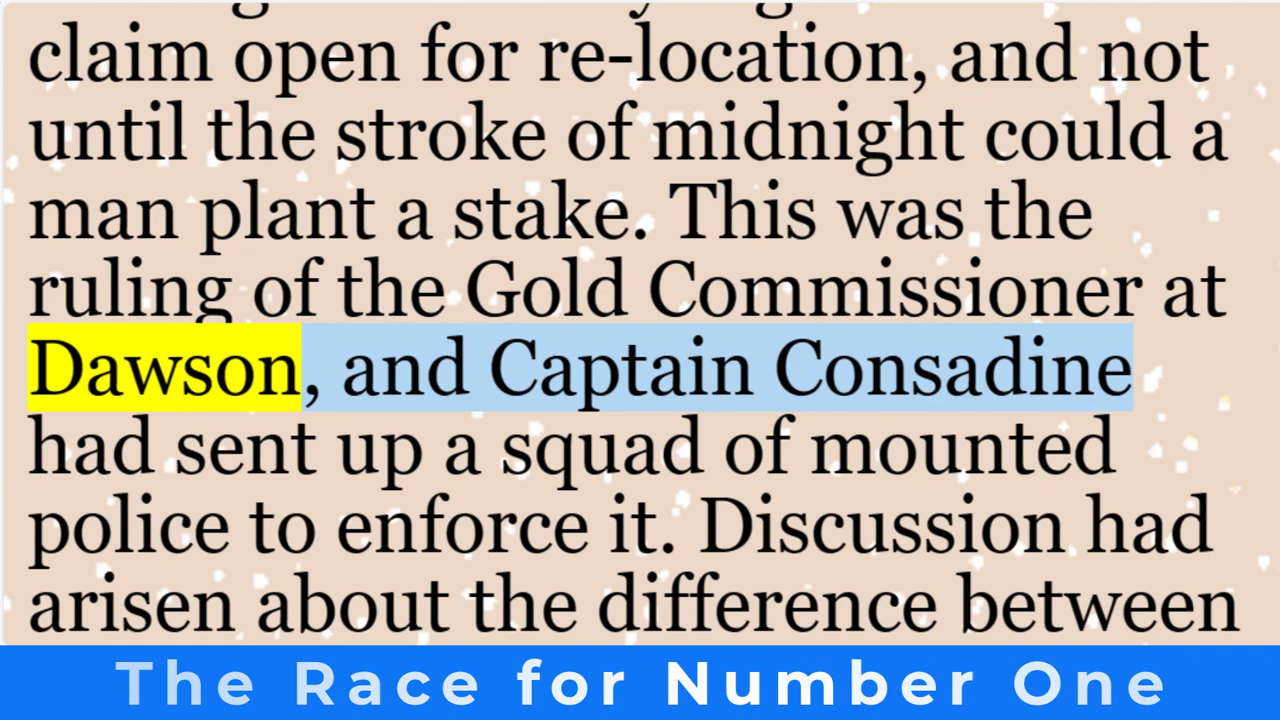 claim open for re-location, and not
until the stroke of midnight could a
man plant a stake. This was the
ruling of the Gold Commissioner at
Dawson, and Captain Consadine
had sent up a squad of mounted
police to enforce it. Discussion had
arisen about the difference between
The Race for Number One